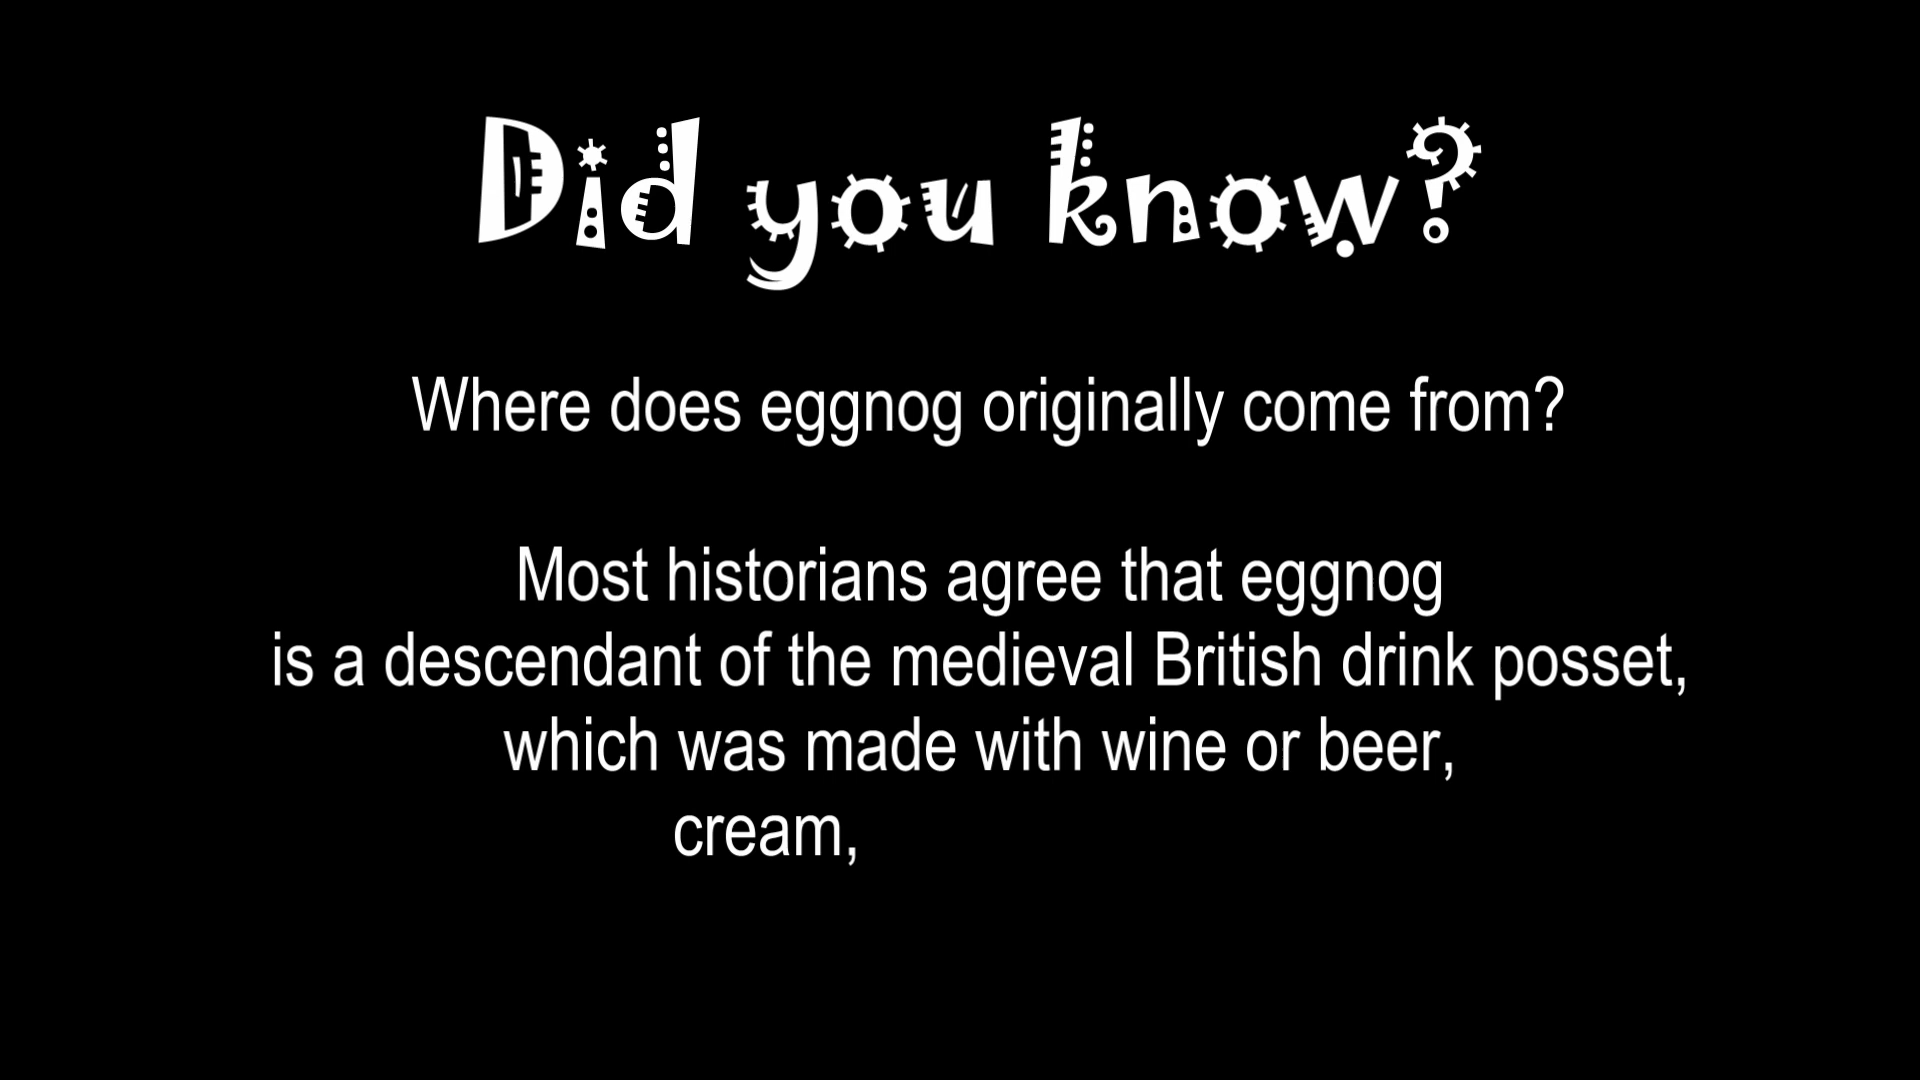 Did you know?
Where does eggnog originally come from?
Most historians agree that eggnog
is a descendant of the medieval British drink posset,
which was made with wine or beer,
cream,